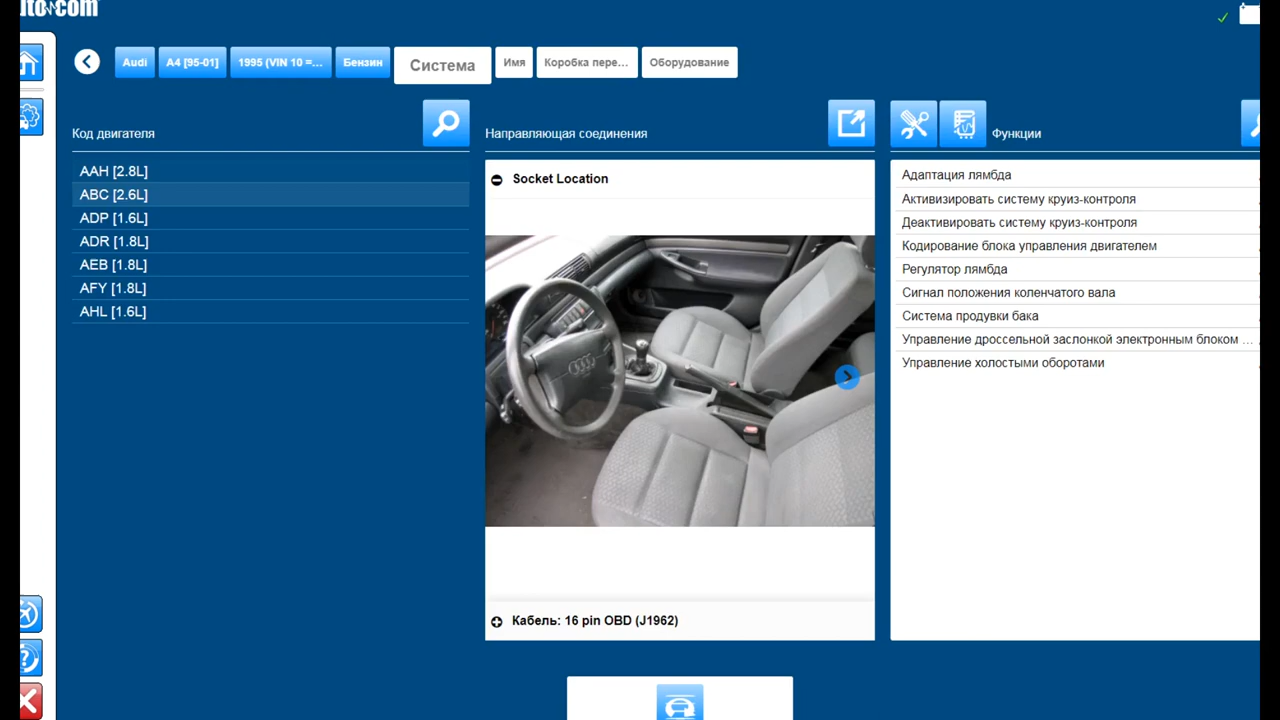 Audi
A4 [95-01]
1995 (VIN 10 =...
Бензин
Система
Имя
Коробка пере...
Оборудование
Код двигателя
AAH [2.8L]
ABC [2.6L]
ADP [1.6L]
ADR [1.8L]
AEB [1.8L]
AFY [1.8L]
AHL [1.6L]
Направляющая соединения
Socket Location
Кабель: 16 pin OBD (J1962)
Функции
Адаптация лямбда
Активизировать систему круиз-контроля
Деактивировать систему круиз-контроля
Кодирование блока управления двигателем
Регулятор лямбда
Сигнал положения коленчатого вала
Система продувки бака
Управление дроссельной заслонкой электронным блоком ...
Управление холостыми оборотами